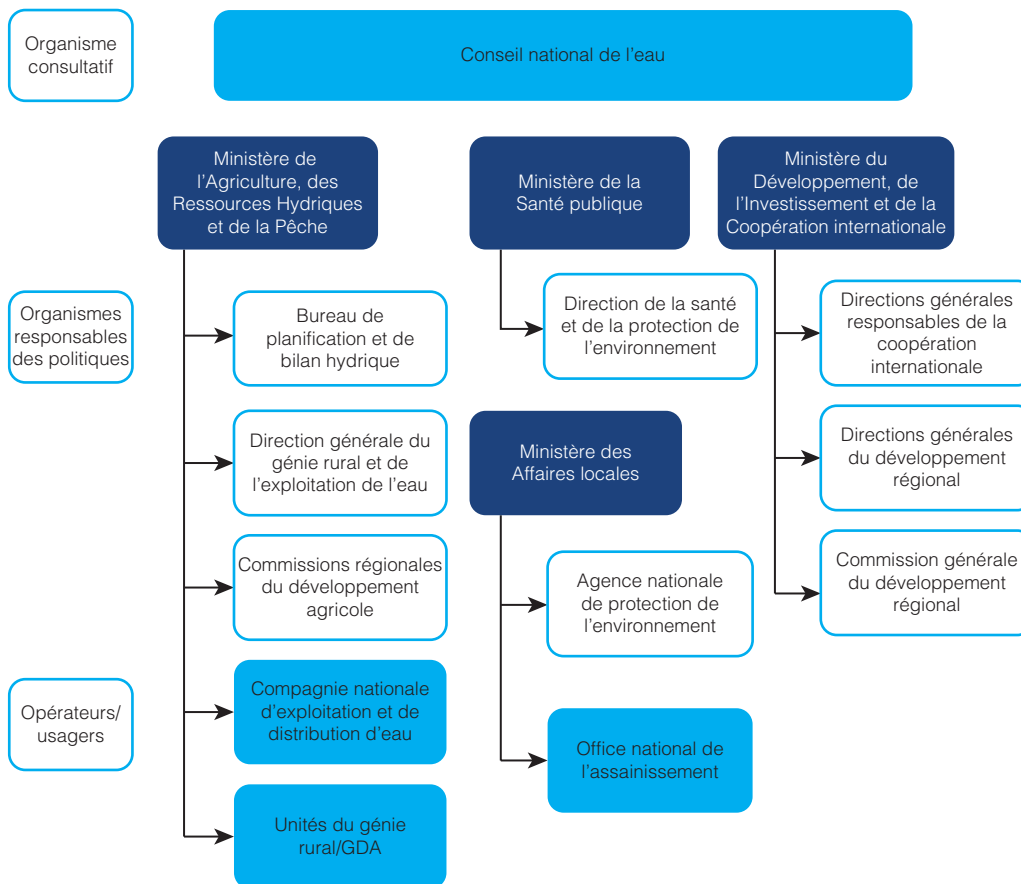 Organisme
consultatif
Conseil national de l'eau
Ministère de
l'Agriculture, des
Ressources Hydriques
et de la Pêche
Ministère de la
Santé publique
Ministère du
Développement, de
l'Investissement et de la
Coopération internationale
Organismes
responsables
des politiques
Bureau de
planification et de
bilan hydrique
Direction de la santé
et de la protection de
l'environnement
Directions générales
responsables de la
coopération
internationale
Direction générale du
génie rural et de
l'exploitation de l'eau
Ministère des
Affaires locales
Directions générales
du développement
régional
Commissions régionales
du développement
agricole
Agence nationale
de protection de
l'environnement
Commission générale
du développement
régional
Opérateurs/
usagers
Compagnie nationale
d'exploitation et de
distribution d'eau
Office national de
l'assainissement
Unités du génie
rural/GDA